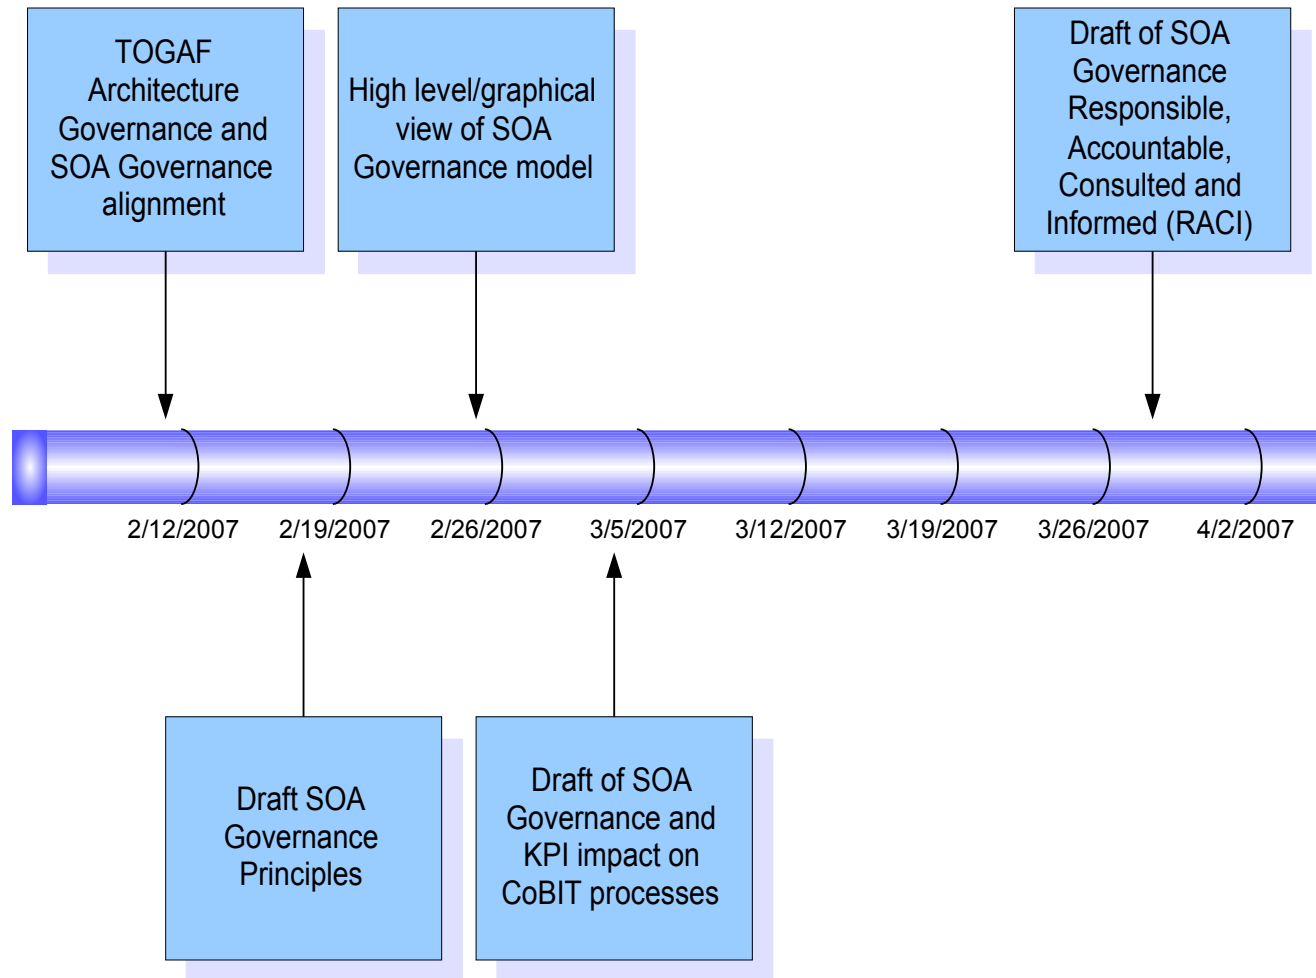 TOGAF
Architecture
Governance and
SOA Governance
alignment
High level/graphical
view of SOA
Governance model
Draft of SOA
Governance
Responsible,
Accountable,
Consulted and
Informed (RACI)
2/12/2007
2/19/2007
2/26/2007
3/5/2007
3/12/2007
3/19/2007
3/26/2007
4/2/2007
Draft SOA
Governance
Principles
Draft of SOA
Governance and
KPI impact on
CoBIT processes